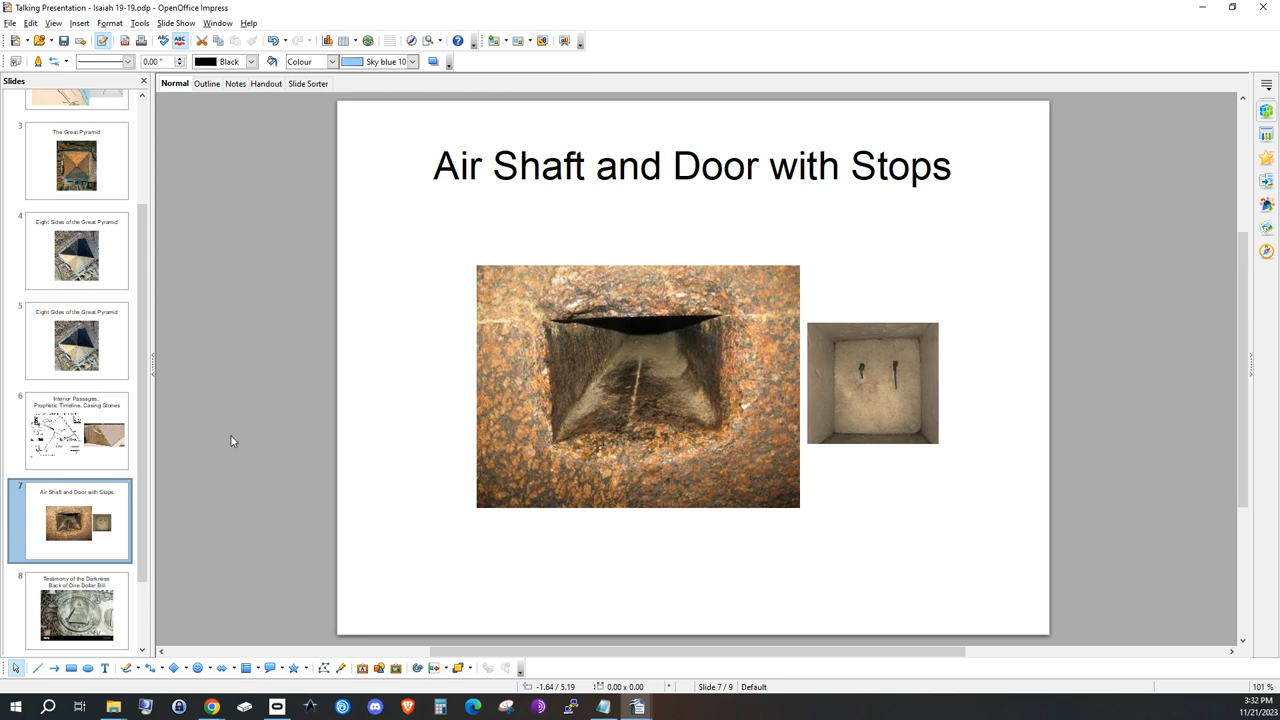 Talking Presentation - Isaiah 19-19.odp - OpenOffice Impress
File Edit View Insert Format Tools Slide Show Window Help
0.00 " Black Colour Sky blue 10
Slides
Normal Outline Notes Handout Slide Sorter
3
The Great Pyramid
4
Eight Sides of the Great Pyramid
5
Eight Sides of the Great Pyramid
6
Interior Passages,
Prophetic Timeline, Casing Stones
7
Air Shaft and Door with Stops
8
Testimony of the Darkness
Back of One Dollar Bill
Air Shaft and Door with Stops
-1.64 / 5.19 0.00 x 0.00 * Slide 7 / 9 Default 101 %
3:32 PM
11/21/2023